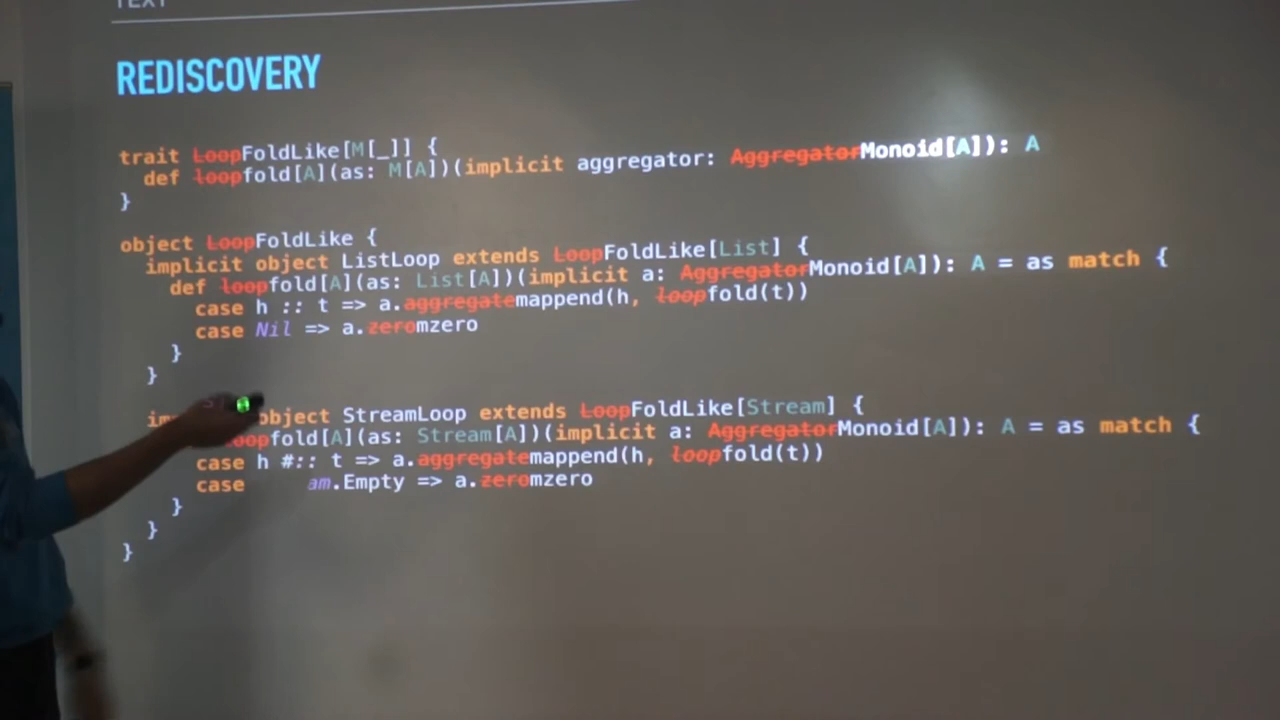 TEXT
REDISCOVERY
trait LoopFoldLike[M[_]] {
def loopfold[A](as: M[A])(implicit aggregator: AggregatorMonoid[A]): A
}
object LoopFoldLike {
implicit object ListLoop extends LoopFoldLike[List] {
def loopfold[A](as: List[A])(implicit a: AggregatorMonoid[A]): A = as match {
case h :: t => a.aggregatemappend(h, loopfold(t))
case Nil => a.zeromzero
}
}
object StreamLoop extends LoopFoldLike[Stream] {
loopfold[A](as: Stream[A])(implicit a: AggregatorMonoid[A]): A = as match {
case h #:: t => a.aggregatemappend(h, loopfold(t))
case am.Empty => a.zeromzero
}
}
}